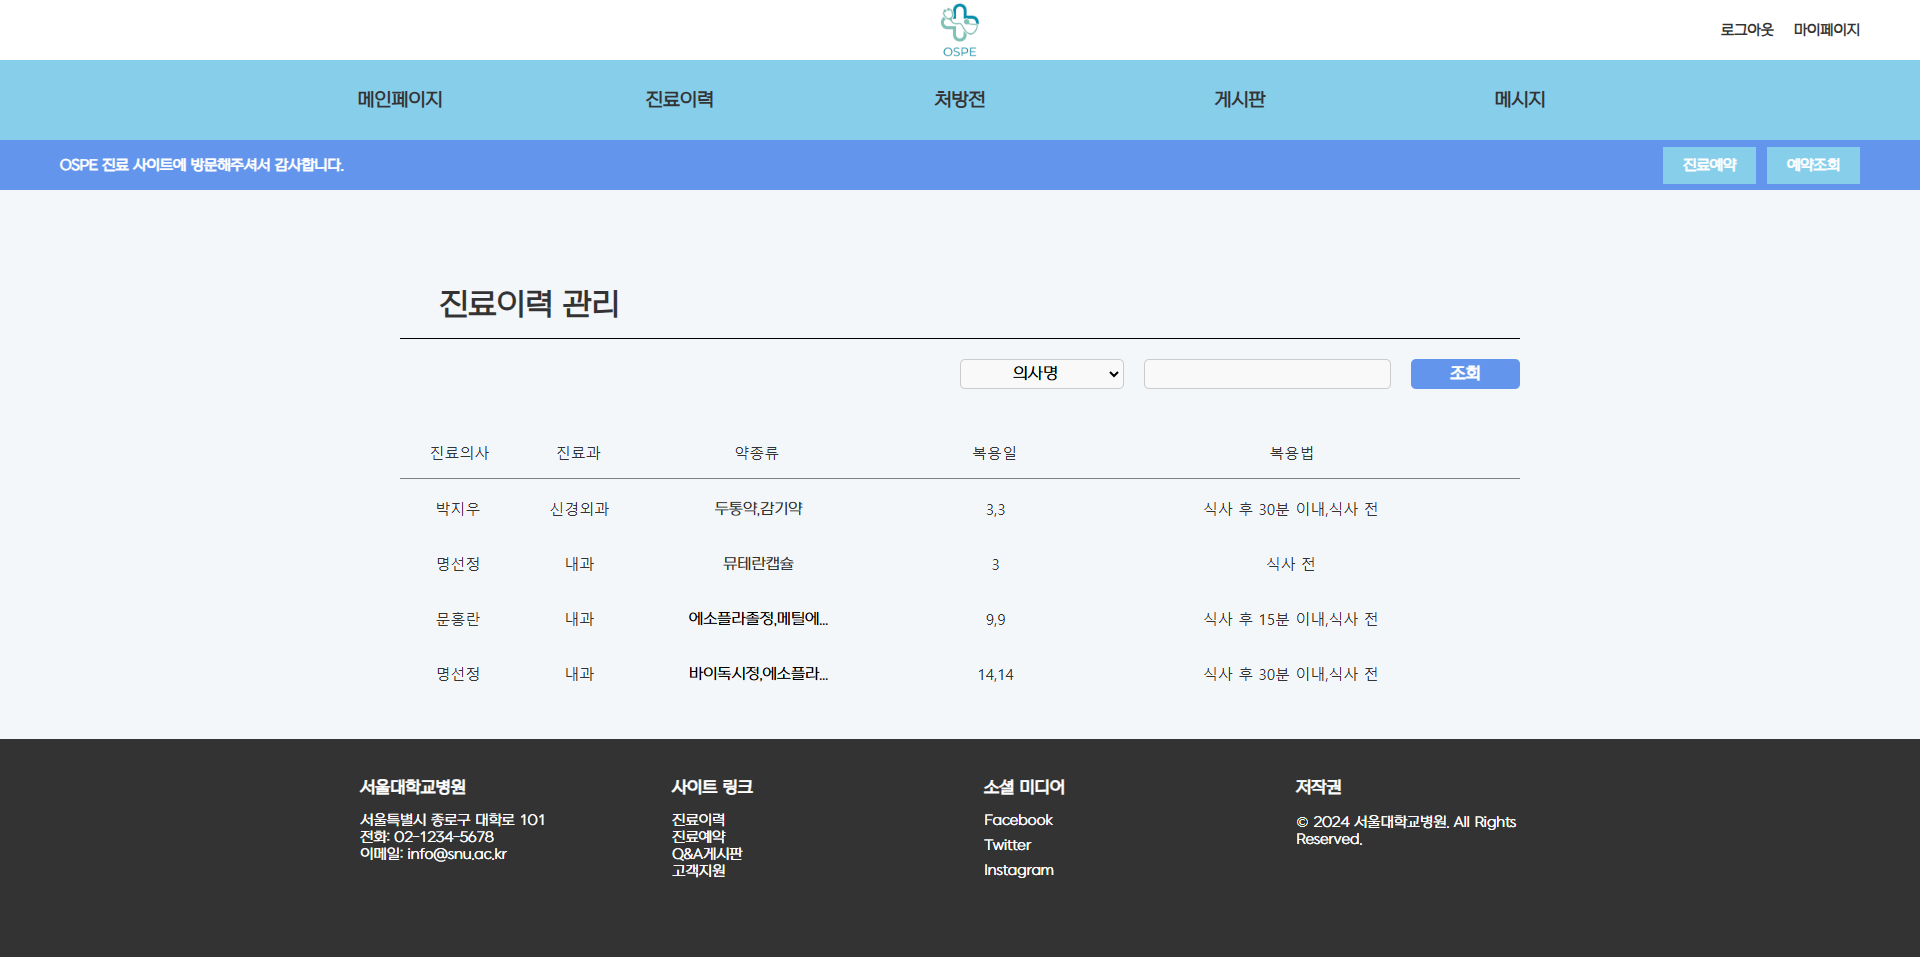 OSPE
로그아웃 마이페이지
메인페이지 진료이력 처방전 게시판 메시지
OSPE 진료 사이트에 방문해주셔서 감사합니다. 진료예약 예약조회
진료이력 관리
의사명 조회
진료의사 진료과 약종류 복용일 복용법
박지우 신경외과 두통약,감기약 3,3 식사 후 30분 이내,식사 전
명선정 내과 뮤테란캡슐 3 식사 전
문홍란 내과 에소플라졸정,메틸에... 9,9 식사 후 15분 이내,식사 전
명선정 내과 바이독시정,에소플라... 14,14 식사 후 30분 이내,식사 전
서울대학교병원
서울특별시 종로구 대학로 101
전화: 02-1234-5678
이메일: info@snu.ac.kr
사이트 링크
진료이력
진료예약
Q&A게시판
고객지원
소셜 미디어
Facebook
Twitter
Instagram
저작권
© 2024 서울대학교병원. All Rights
Reserved.